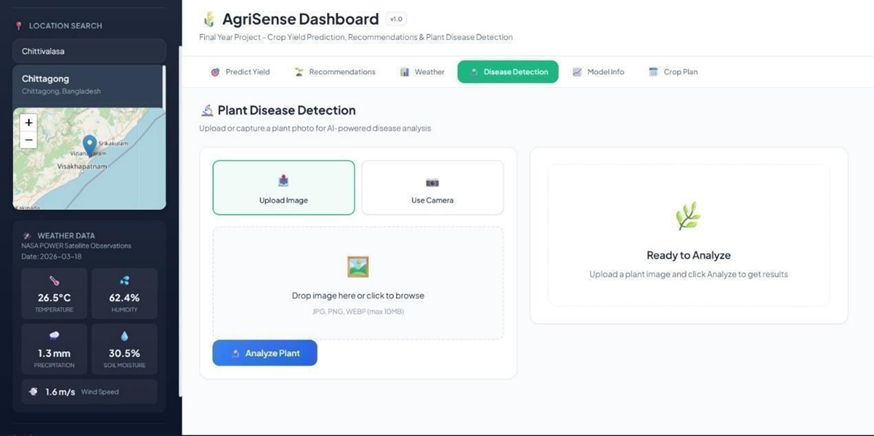 LOCATION SEARCH
Chittivalasa
Chittagong
Chittagong, Bangladesh
+
−
Srikakulam
Visakhapatnam
WEATHER DATA
NASA POWER Satellite Observations
Date: 2026-03-18
26.5°C
62.4%
TEMPERATURE
HUMIDITY
1.3 mm
30.5%
PRECIPITATION
SOIL MOISTURE
1.6 m/s Wind Speed
AgriSense Dashboard v1.0
Final Year Project - Crop Yield Prediction, Recommendations & Plant Disease Detection
Predict Yield Recommendations Weather Disease Detection Model Info Crop Plan
Plant Disease Detection
Upload or capture a plant photo for AI-powered disease analysis
Upload Image
Use Camera
Drop image here or click to browse
JPG, PNG, WEBP (max 10MB)
Analyze Plant
Ready to Analyze
Upload a plant image and click Analyze to get results